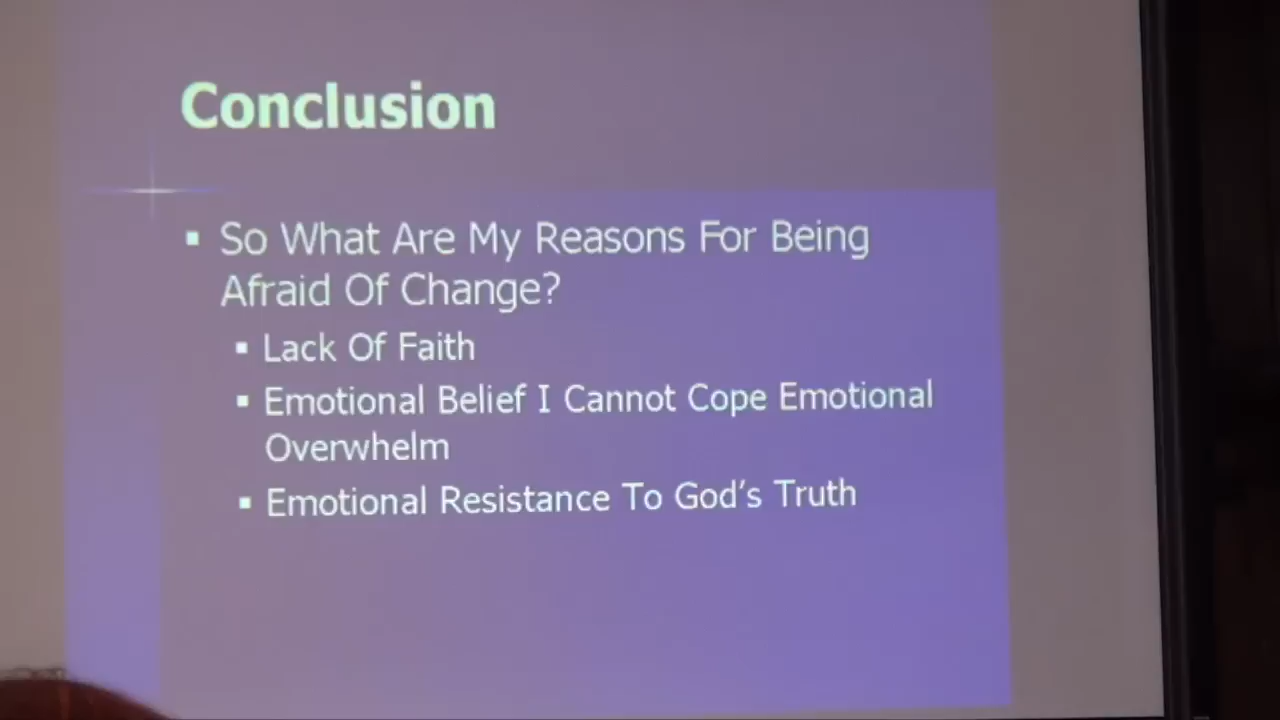 Conclusion
▪ So What Are My Reasons For Being
Afraid Of Change?
▪ Lack Of Faith
▪ Emotional Belief I Cannot Cope Emotional
Overwhelm
▪ Emotional Resistance To God's Truth